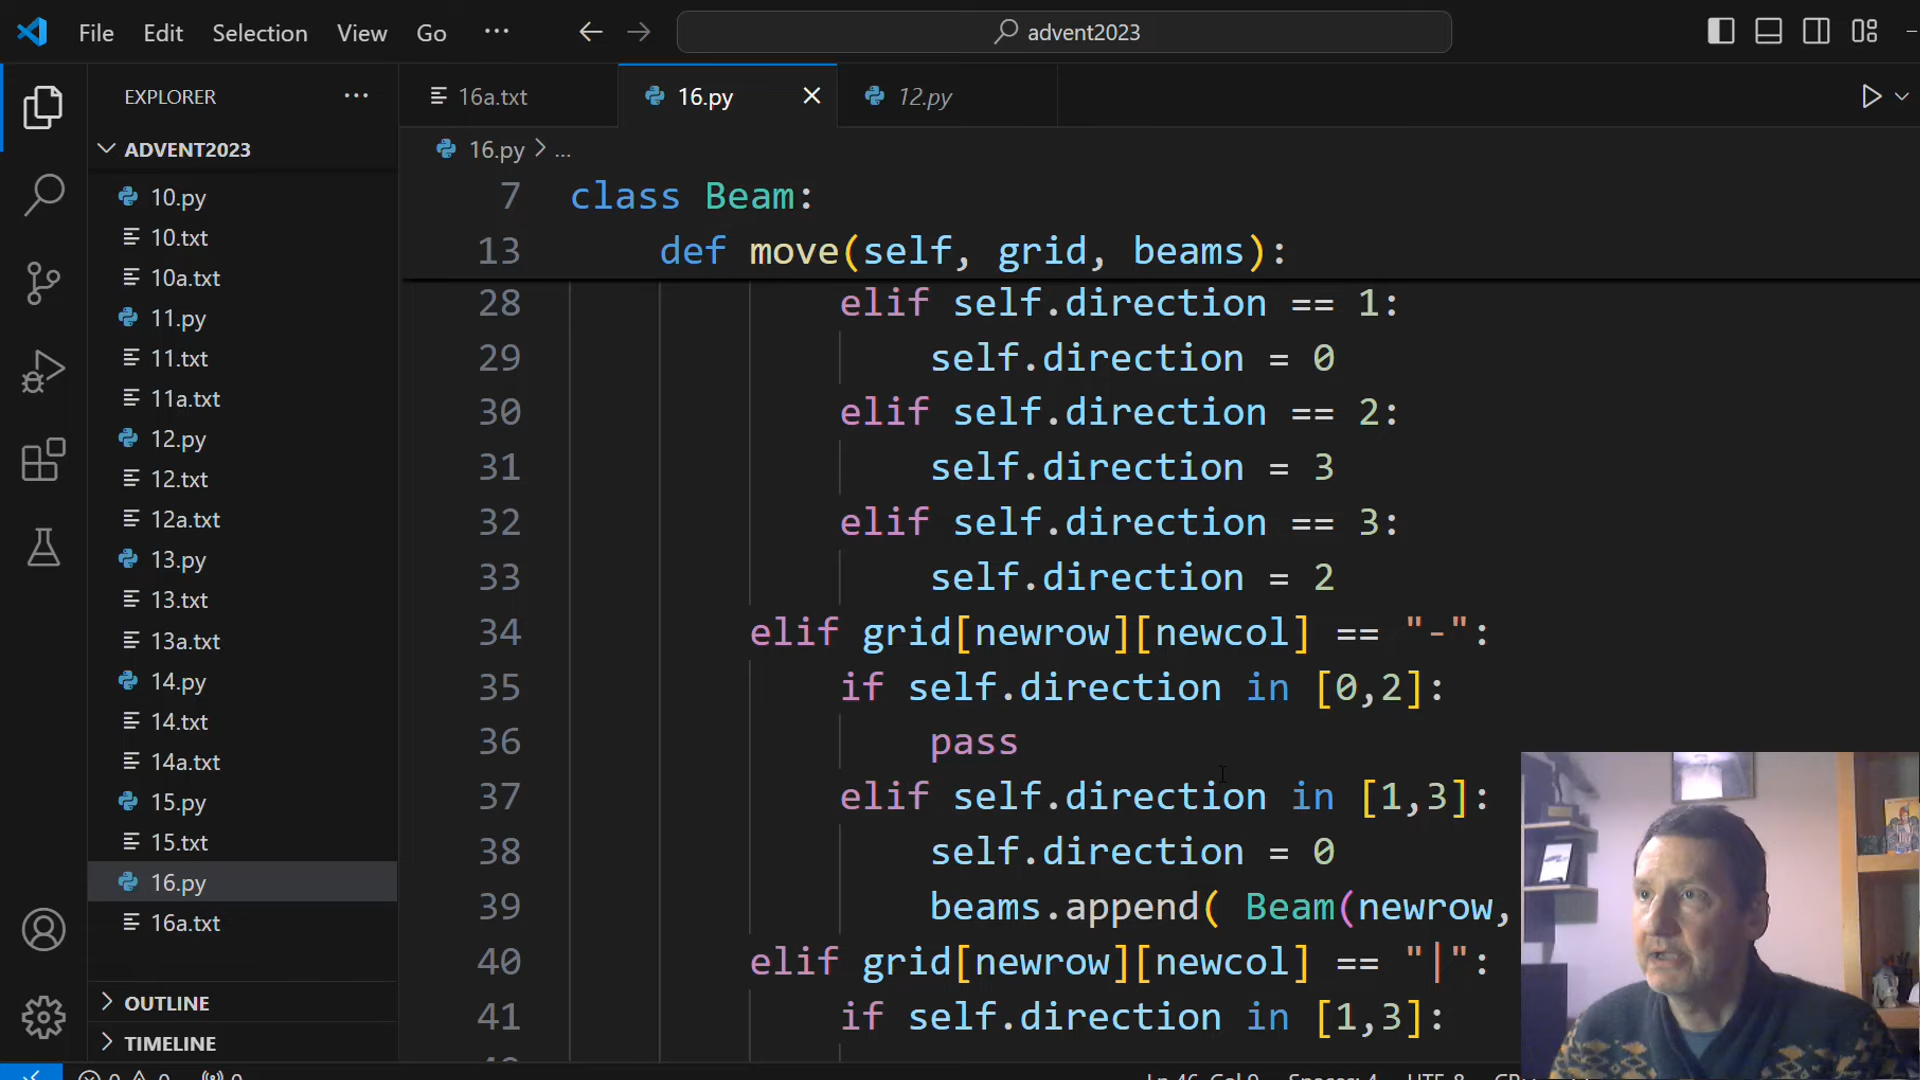 File Edit Selection View Go ··· advent2023
EXPLORER ···
16a.txt 16.py 12.py
ADVENT2023
16.py > ...
10.py
10.txt
10a.txt
11.py
11.txt
11a.txt
12.py
12.txt
12a.txt
13.py
13.txt
13a.txt
14.py
14.txt
14a.txt
15.py
15.txt
16.py
16a.txt
OUTLINE
TIMELINE
7 class Beam:
13 def move(self, grid, beams):
28 elif self.direction == 1:
29 self.direction = 0
30 elif self.direction == 2:
31 self.direction = 3
32 elif self.direction == 3:
33 self.direction = 2
34 elif grid[newrow][newcol] == "-":
35 if self.direction in [0,2]:
36 pass
37 elif self.direction in [1,3]:
38 self.direction = 0
39 beams.append( Beam(newrow,
40 elif grid[newrow][newcol] == "|":
41 if self.direction in [1,3]: